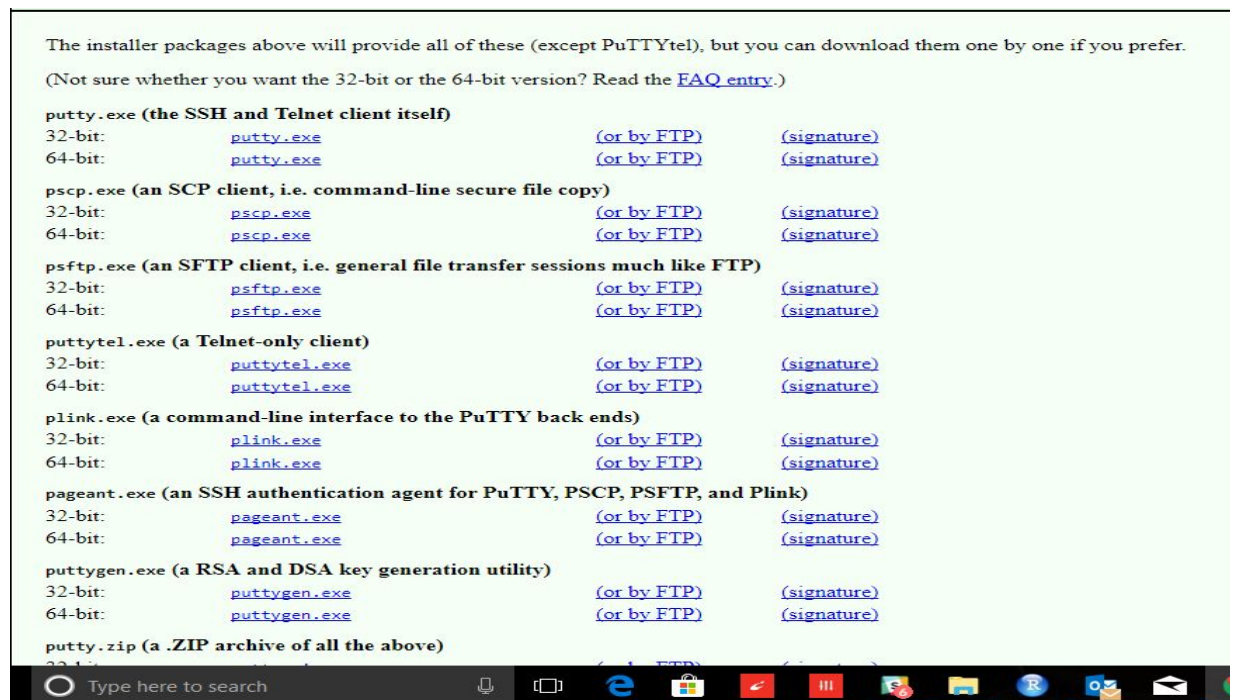 The installer packages above will provide all of these (except PuTTYtel), but you can download them one by one if you prefer.
(Not sure whether you want the 32-bit or the 64-bit version? Read the FAQ entry.)
putty.exe (the SSH and Telnet client itself)
32-bit: putty.exe (or by FTP) (signature)
64-bit: putty.exe (or by FTP) (signature)
pscp.exe (an SCP client, i.e. command-line secure file copy)
32-bit: pscp.exe (or by FTP) (signature)
64-bit: pscp.exe (or by FTP) (signature)
psftp.exe (an SFTP client, i.e. general file transfer sessions much like FTP)
32-bit: psftp.exe (or by FTP) (signature)
64-bit: psftp.exe (or by FTP) (signature)
puttytel.exe (a Telnet-only client)
32-bit: puttytel.exe (or by FTP) (signature)
64-bit: puttytel.exe (or by FTP) (signature)
plink.exe (a command-line interface to the PuTTY back ends)
32-bit: plink.exe (or by FTP) (signature)
64-bit: plink.exe (or by FTP) (signature)
pageant.exe (an SSH authentication agent for PuTTY, PSCP, PSFTP, and Plink)
32-bit: pageant.exe (or by FTP) (signature)
64-bit: pageant.exe (or by FTP) (signature)
puttygen.exe (a RSA and DSA key generation utility)
32-bit: puttygen.exe (or by FTP) (signature)
64-bit: puttygen.exe (or by FTP) (signature)
putty.zip (a .ZIP archive of all the above)
Type here to search